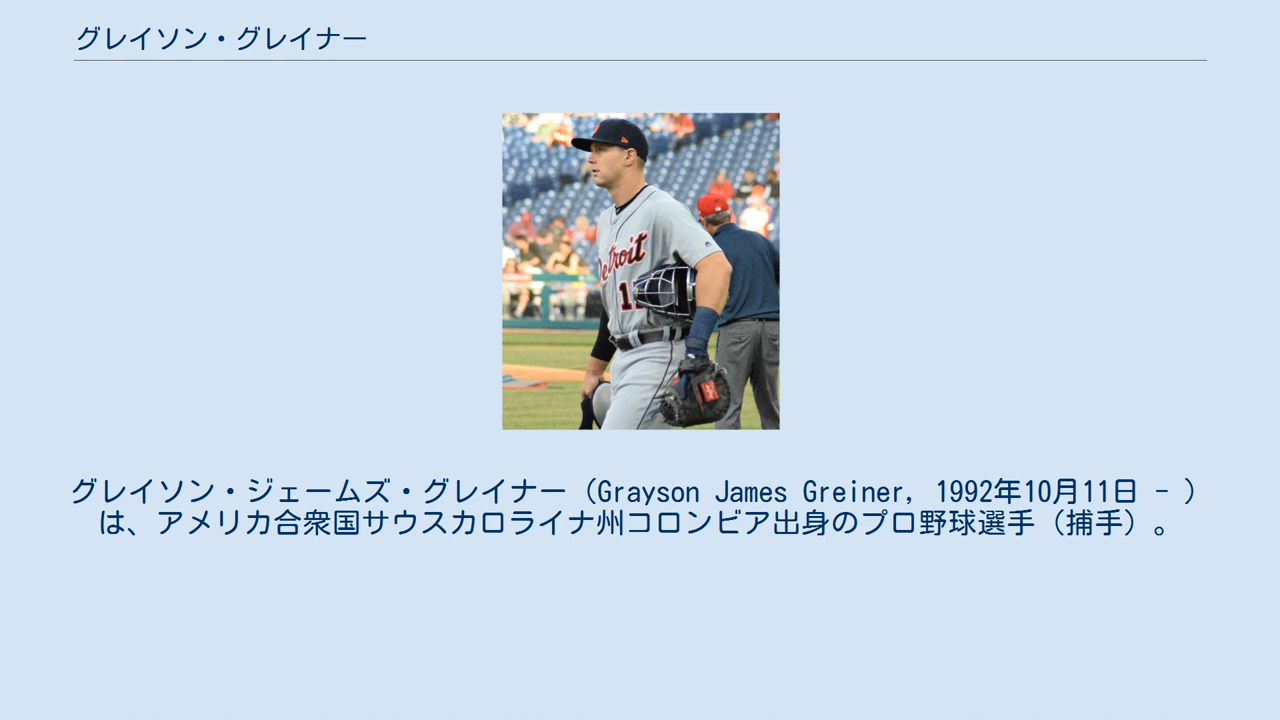 グレイソン・グレイナー
Detroit
グレイソン・ジェームズ・グレイナー（Grayson James Greiner, 1992年10月11日 - ）
は、アメリカ合衆国サウスカロライナ州コロンビア出身のプロ野球選手（捕手）。